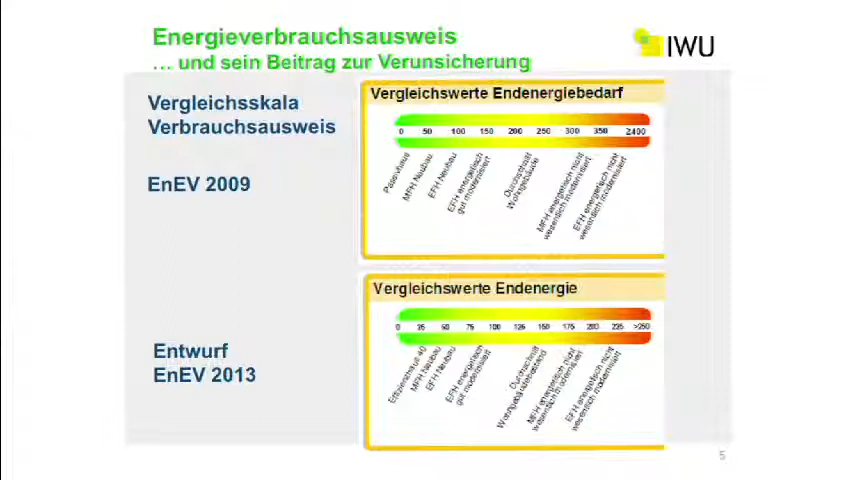 Energieverbrauchsausweis
... und sein Beitrag zur Verunsicherung
IWU
Vergleichsskala
Verbrauchsausweis
EnEV 2009
Vergleichswerte Endenergiebedarf
0 50 100 150 200 250 300 350 ≥400
Passivhaus
MFH Neubau
EFH Neubau
EFH energetisch
gut modernisiert
Durchschnitt
Wohngebäude
MFH energetisch nicht
wesentlich modernisiert
EFH energetisch nicht
wesentlich modernisiert
Entwurf
EnEV 2013
Vergleichswerte Endenergie
0 25 50 75 100 125 150 175 200 225 >250
Effizienzhaus 40
MFH Neubau
EFH Neubau
EFH energetisch
gut modernisiert
Durchschnitt
Wohngebäudebestand
MFH energetisch nicht
wesentlich modernisiert
EFH energetisch nicht
wesentlich modernisiert
5